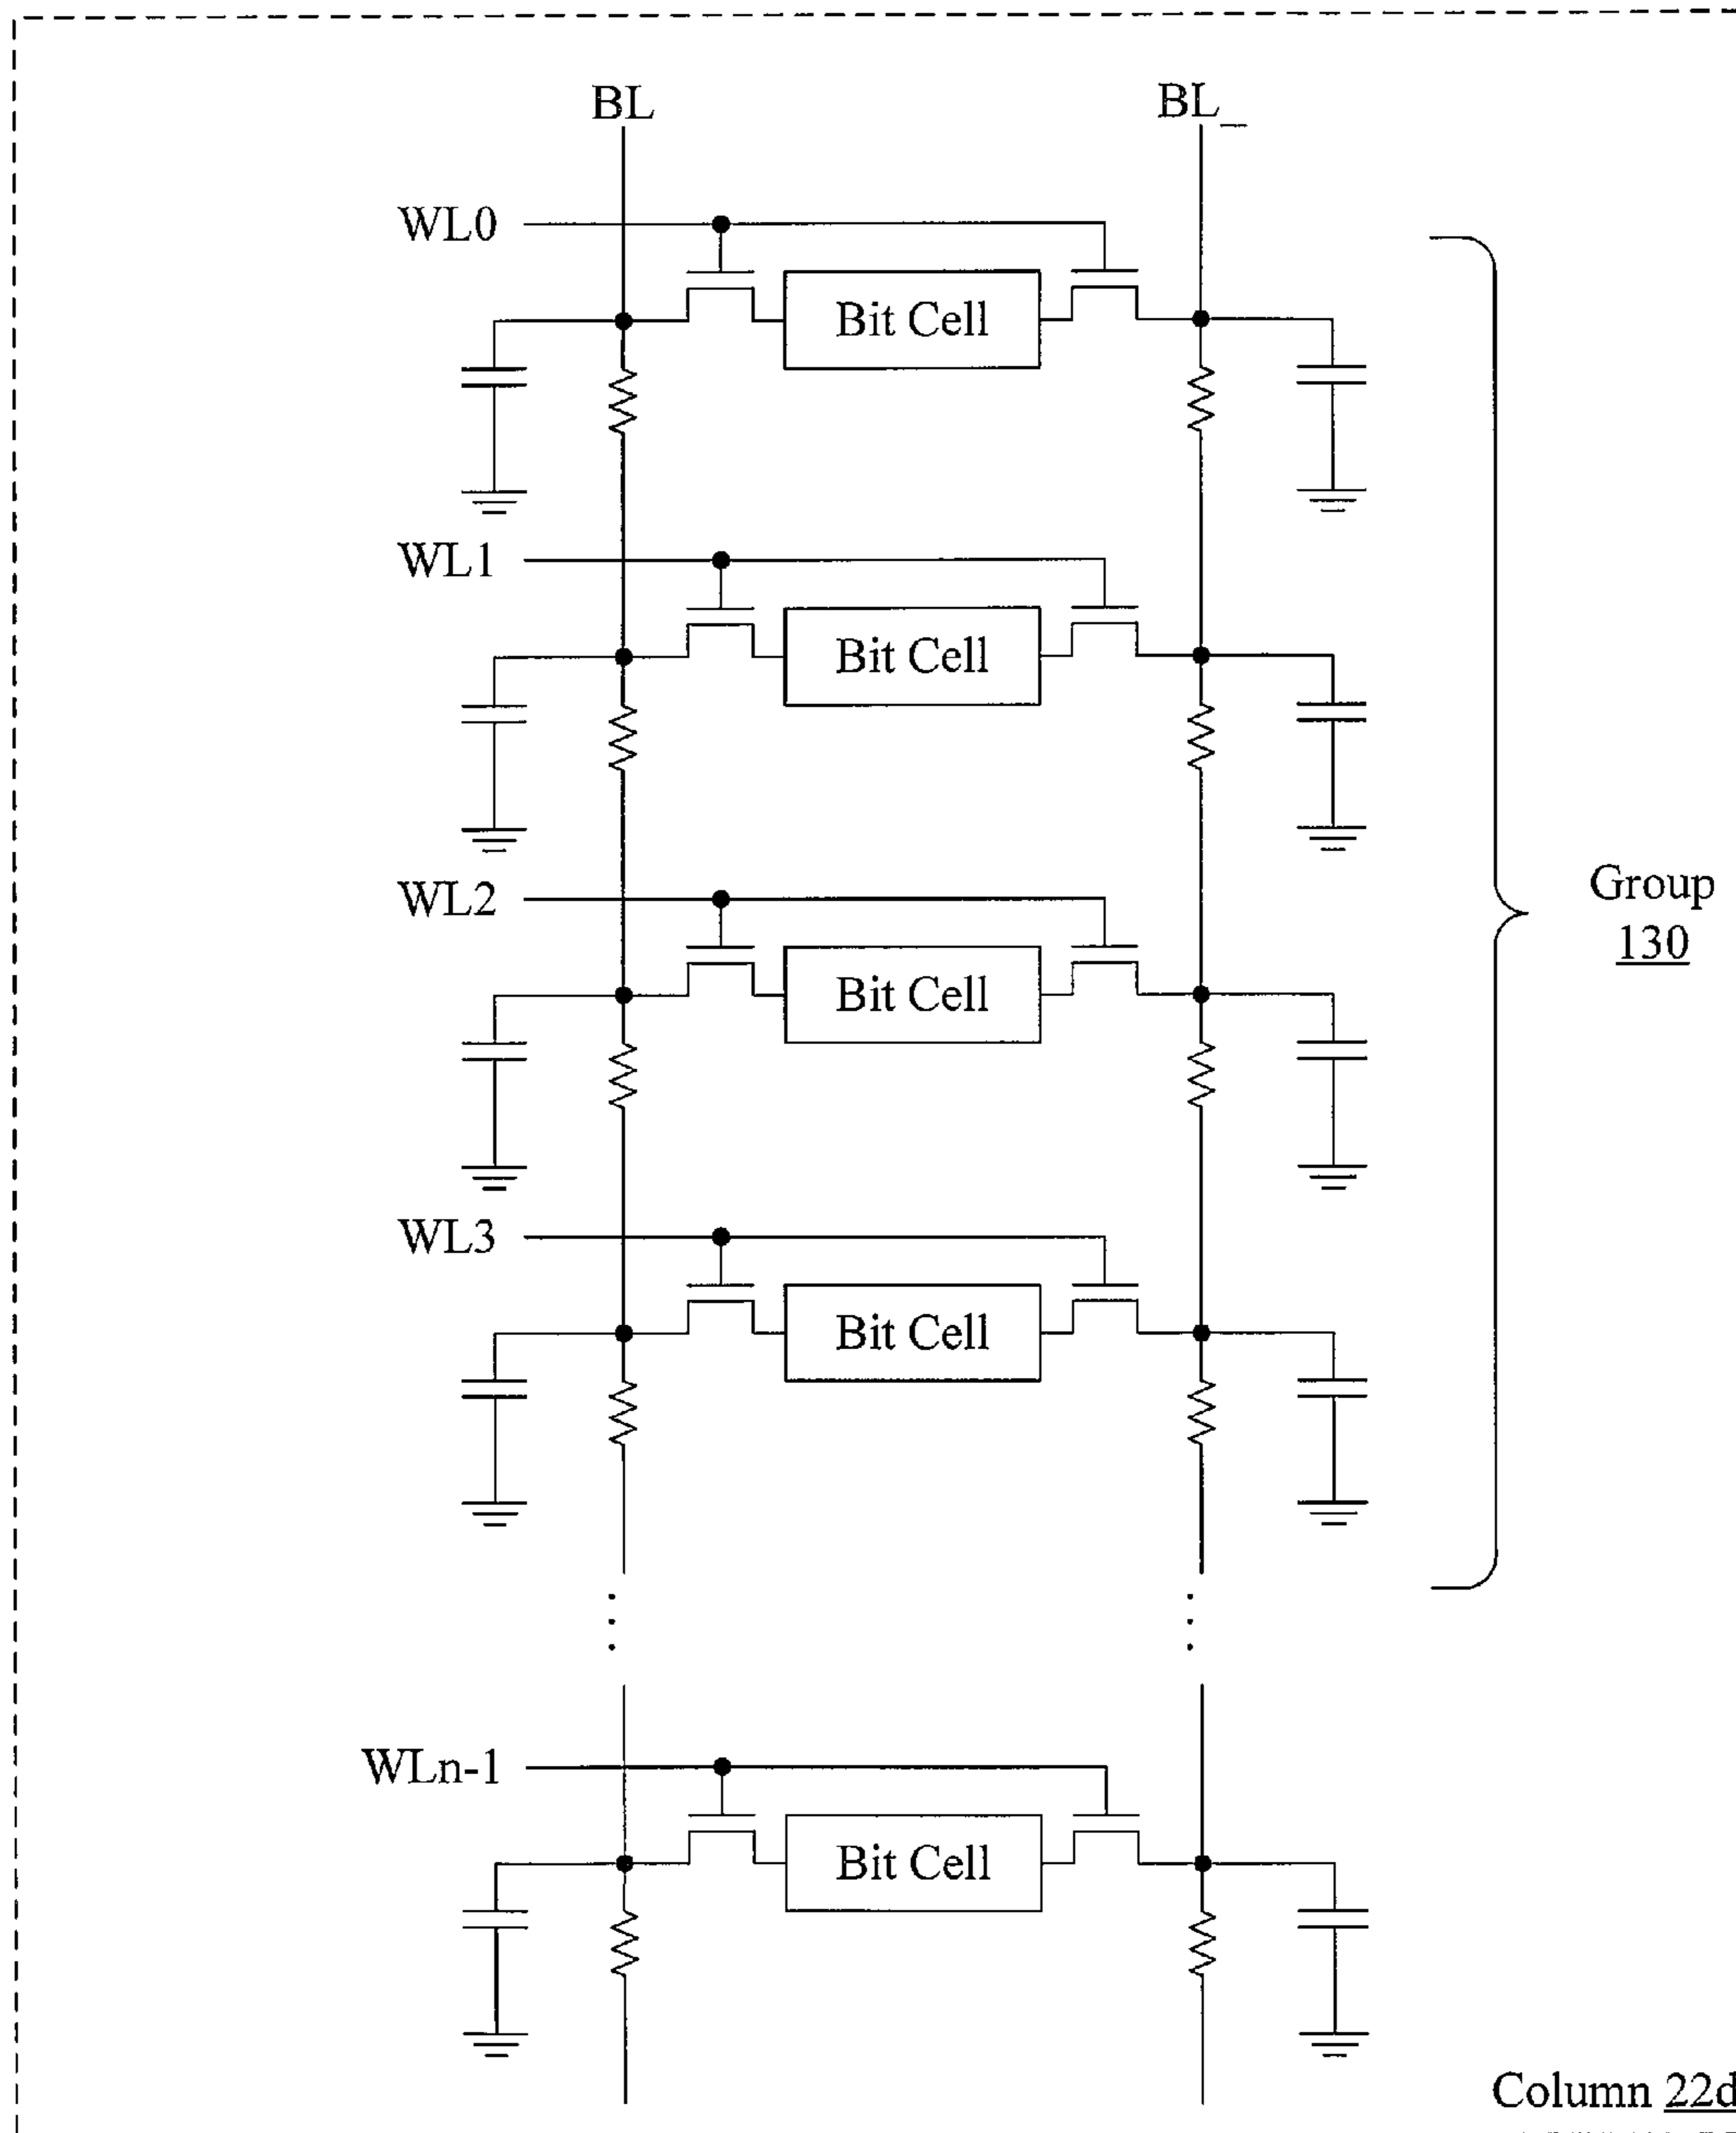 BL
BL_
WL0
Bit Cell
WL1
Bit Cell
WL2
Bit Cell
Group
130
WL3
Bit Cell
WLn-1
Bit Cell
Column 22d